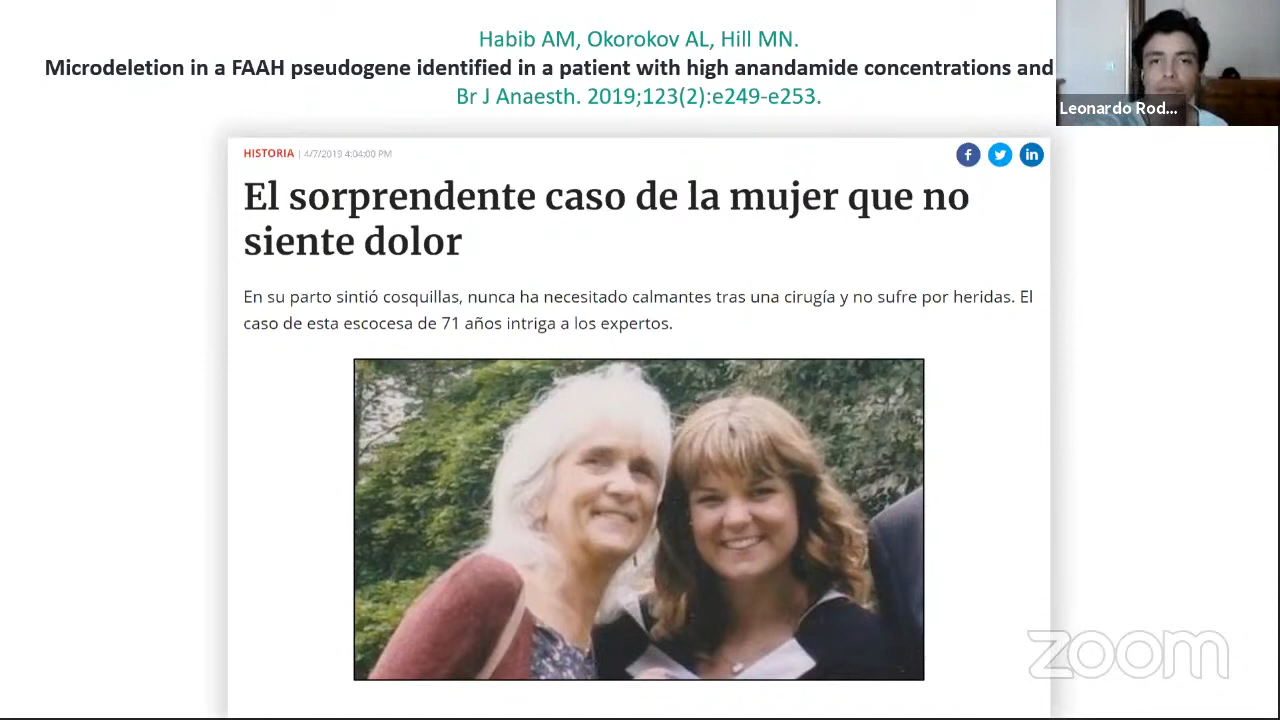 Habib AM, Okorokov AL, Hill MN.
Microdeletion in a FAAH pseudogene identified in a patient with high anandamide concentrations and
Br J Anaesth. 2019;123(2):e249-e253.
Leonardo Rod...
HISTORIA | 4/7/2019 4:04:00 PM
f in
El sorprendente caso de la mujer que no
siente dolor
En su parto sintió cosquillas, nunca ha necesitado calmantes tras una cirugía y no sufre por heridas. El
caso de esta escocesa de 71 años intriga a los expertos.
zoom